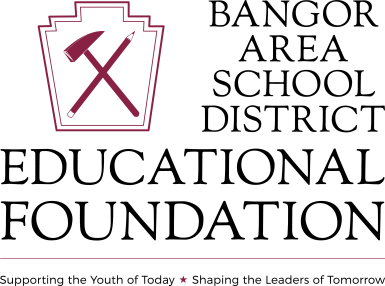 BANGOR
AREA
SCHOOL
DISTRICT
EDUCATIONAL
FOUNDATION
Supporting the Youth of Today ★ Shaping the Leaders of Tomorrow